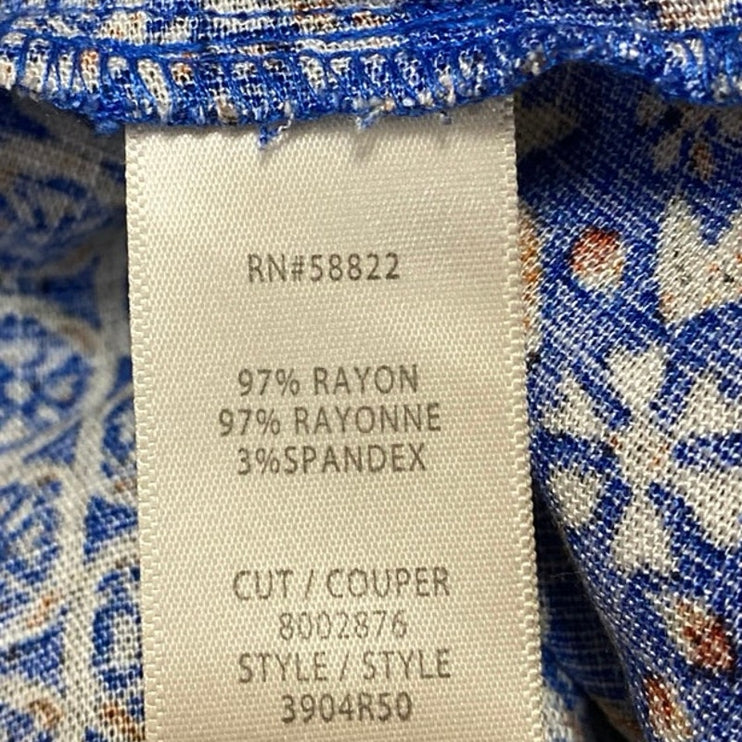 RN#58822
97% RAYON
97% RAYONNE
3%SPANDEX
CUT / COUPER
8002876
STYLE / STYLE
3904R50